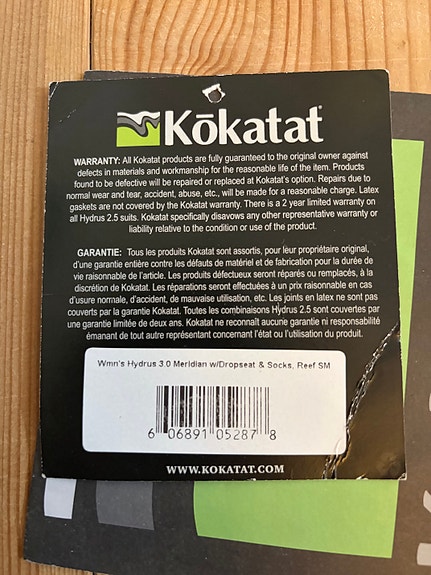 Kōkatat
WARRANTY: All Kokatat products are fully guaranteed to the original owner against
defects in materials and workmanship for the reasonable life of the item. Products
found to be defective will be repaired or replaced at Kokatat's option. Repairs due to
normal wear and tear, accident, abuse, etc., will be made for a reasonable charge. Latex
gaskets are not covered by the Kokatat warranty. There is a 2 year limited warranty on
all Hydrus 2.5 suits. Kokatat specifically disavows any other representative warranty or
liability relative to the condition or use of the product.
GARANTIE: Tous les produits Kokatat sont assortis, pour leur propriétaire original,
d'une garantie entière contre les défauts de matériel et de fabrication pour la durée de
vie raisonnable de l'article. Les produits défectueux seront réparés ou remplacés, à la
discrétion de Kokatat. Les réparations seront effectuées à un prix raisonnable en cas
d'usure normale, d'accident, de mauvaise utilisation, etc. Les joints en latex ne sont pas
couverts par la garantie Kokatat. Toutes les combinaisons Hydrus 2.5 sont couvertes par
une garantie limitée de deux ans. Kokatat ne reconnaît aucune garantie ni responsabilité
émanant de tout autre représentant concernant l'état ou l'utilisation du produit.
Wmn's Hydrus 3.0 Meridian w/Dropseat & Socks, Reef SM
6 06891 05287 8
WWW.KOKATAT.COM